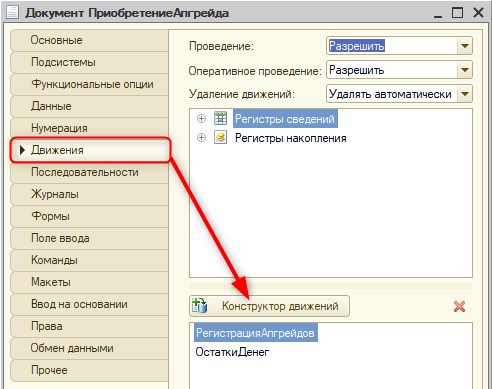 Документ ПриобретениеАпгрейда
Основные
Подсистемы
Функциональные опции
Данные
Нумерация
Движения
Последовательности
Журналы
Формы
Поле ввода
Команды
Макеты
Ввод на основании
Права
Обмен данными
Прочее
Проведение: Разрешить
Оперативное проведение: Разрешить
Удаление движений: Удалять автоматически
Регистры сведений
Регистры накопления
Конструктор движений
РегистрацияАпгрейдов
ОстаткиДенег